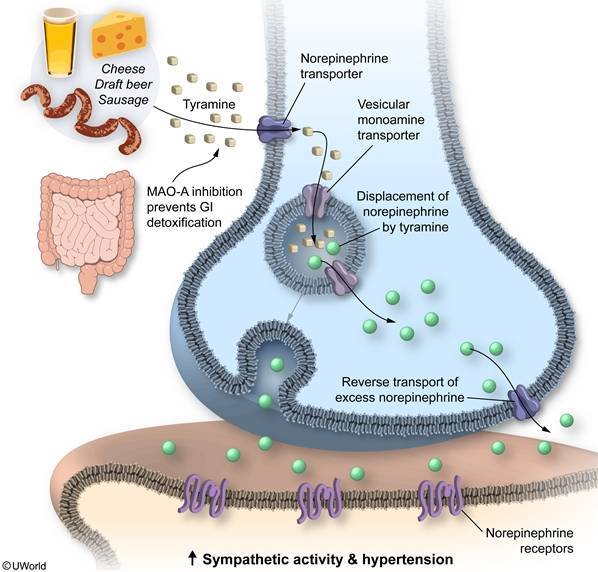 Cheese
Draft beer
Sausage
Tyramine
Norepinephrine
transporter
Vesicular
monoamine
transporter
MAO-A inhibition
prevents GI
detoxification
Displacement of
norepinephrine
by tyramine
Reverse transport of
excess norepinephrine
Norepinephrine
receptors
↑ Sympathetic activity & hypertension
©UWorld